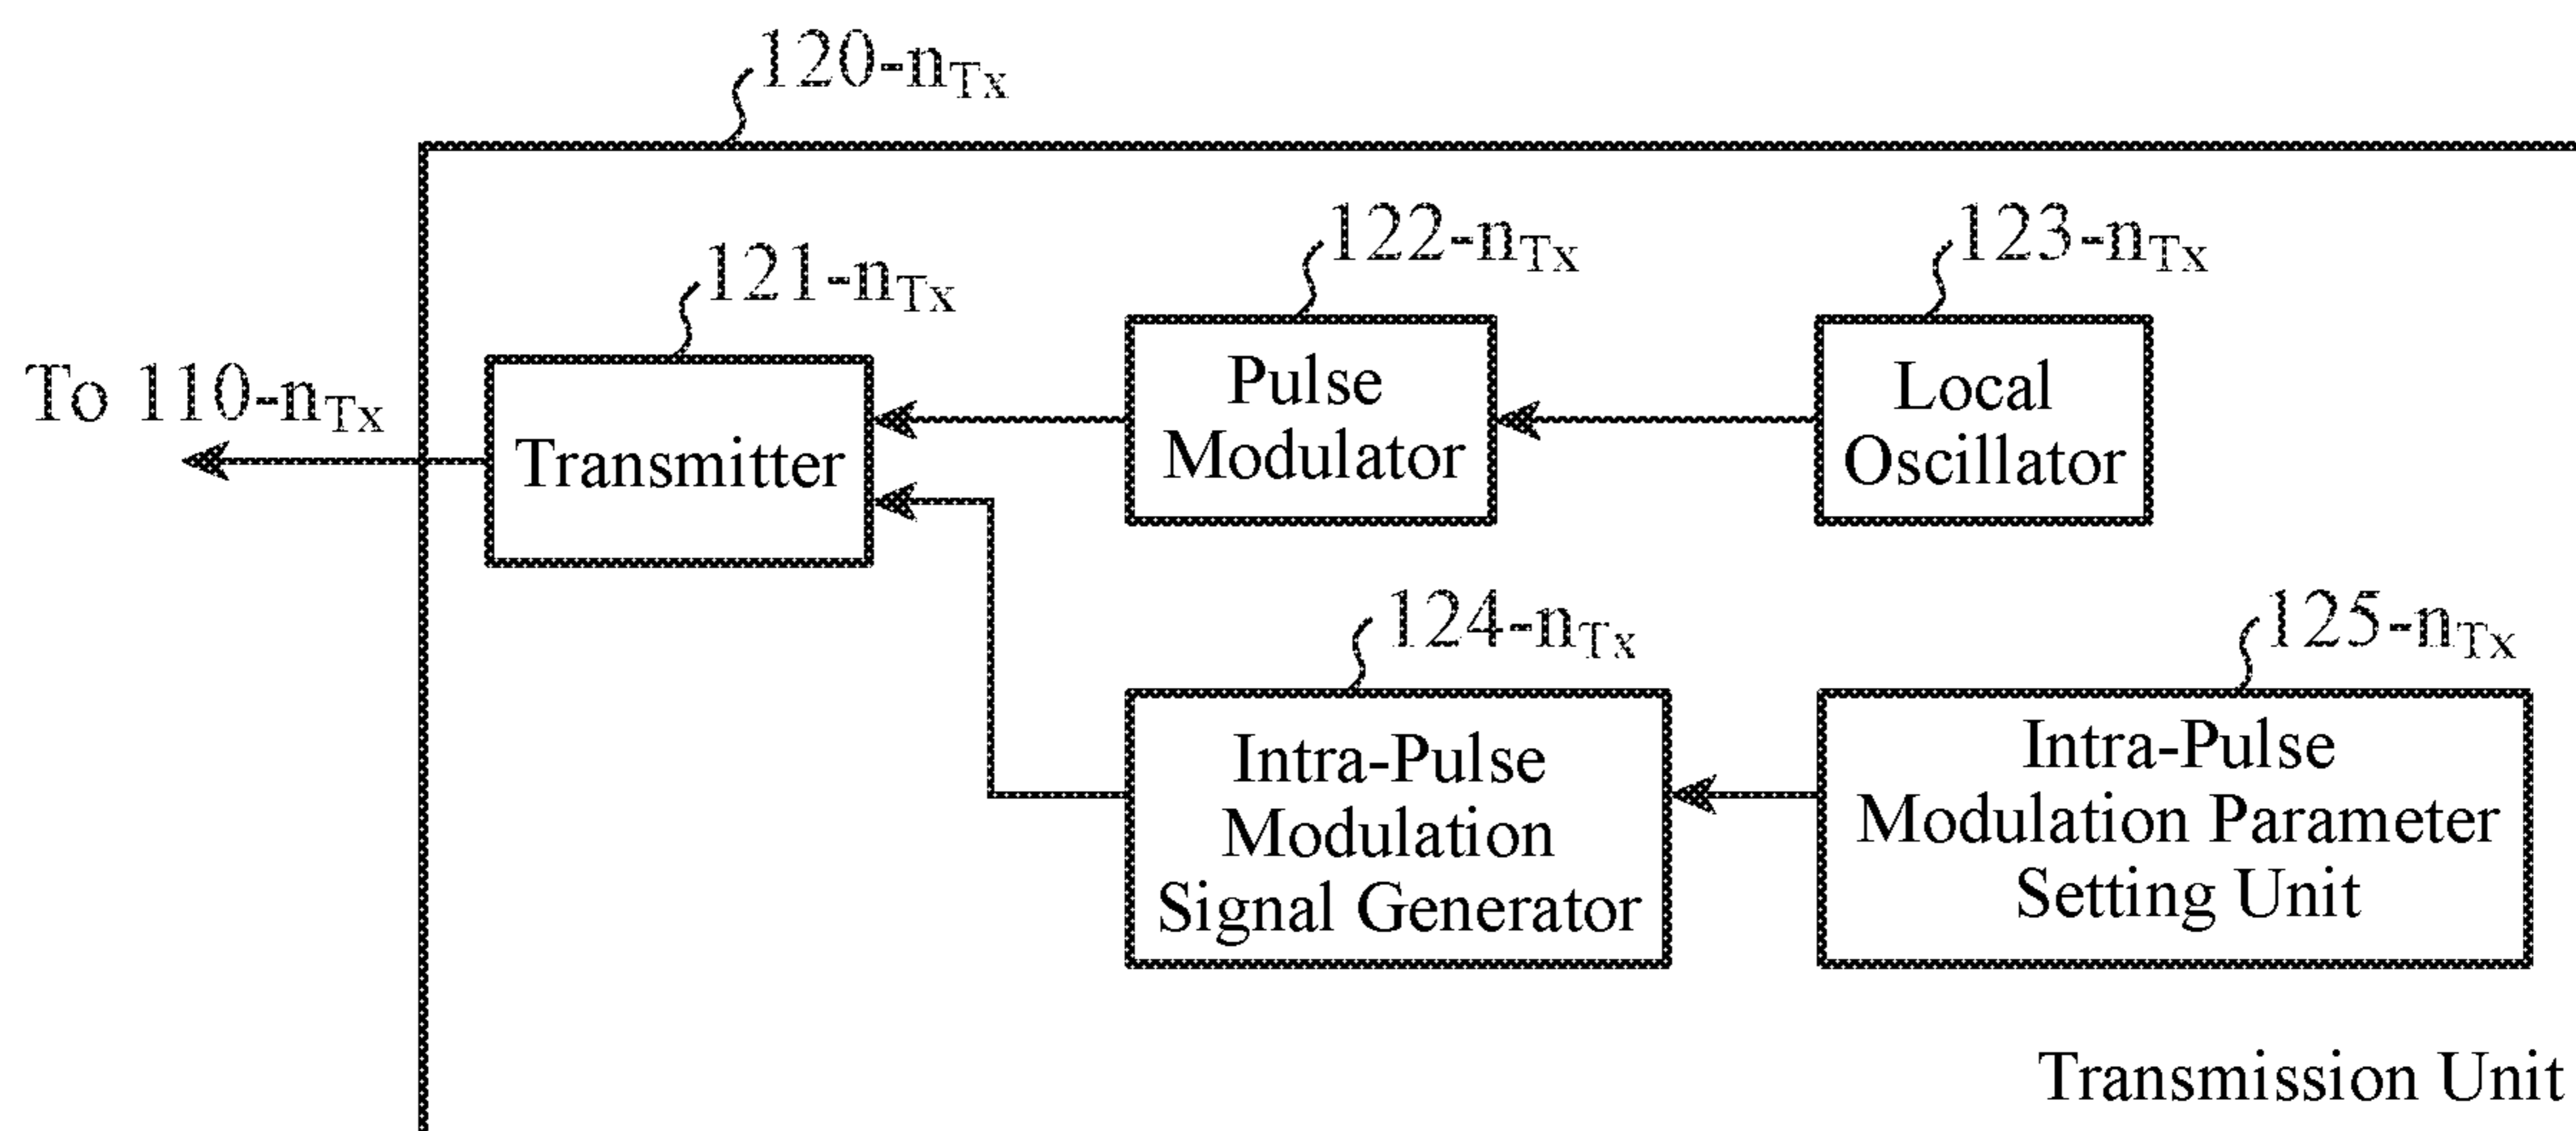 120-nTx
122-nTx
123-nTx
121-nTx
To 110-nTx
Transmitter
Pulse
Modulator
Local
Oscillator
124-nTx
125-nTx
Intra-Pulse
Modulation
Signal Generator
Intra-Pulse
Modulation Parameter
Setting Unit
Transmission Unit